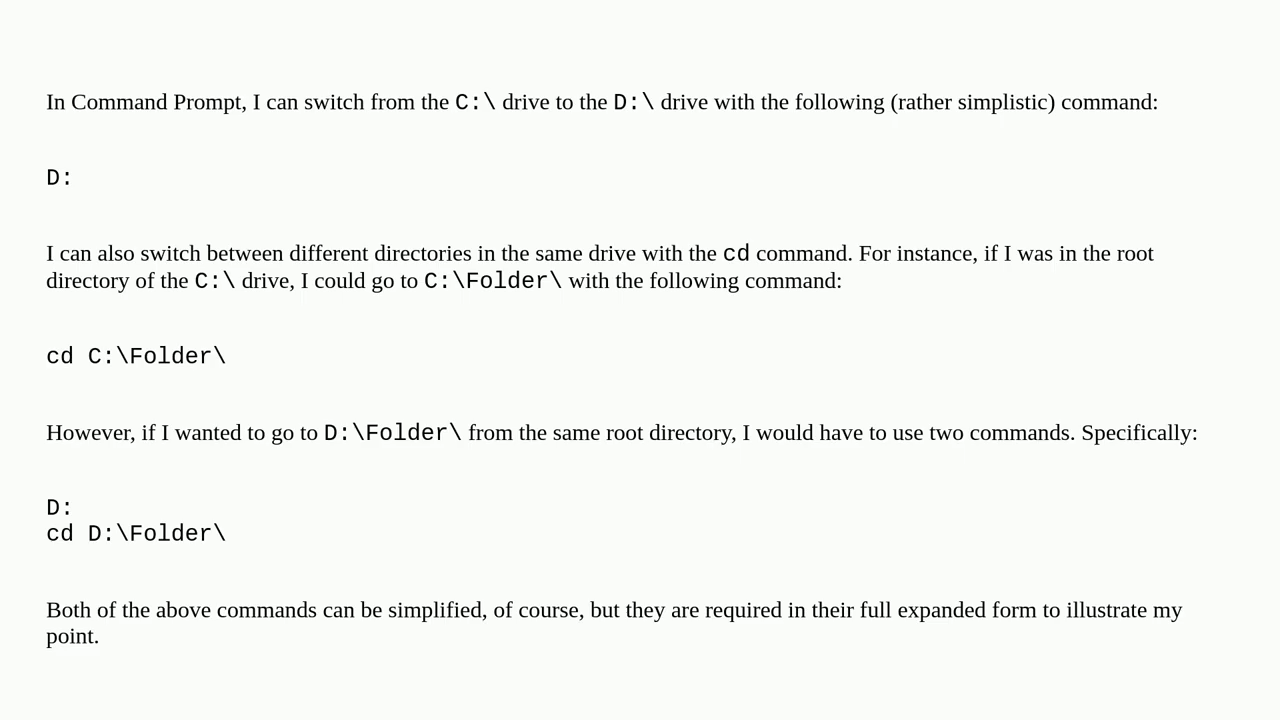 In Command Prompt, I can switch from the C:\ drive to the D:\ drive with the following (rather simplistic) command:
D:
I can also switch between different directories in the same drive with the cd command. For instance, if I was in the root
directory of the C:\ drive, I could go to C:\Folder\ with the following command:
cd C:\Folder\
However, if I wanted to go to D:\Folder\ from the same root directory, I would have to use two commands. Specifically:
D:
cd D:\Folder\
Both of the above commands can be simplified, of course, but they are required in their full expanded form to illustrate my
point.